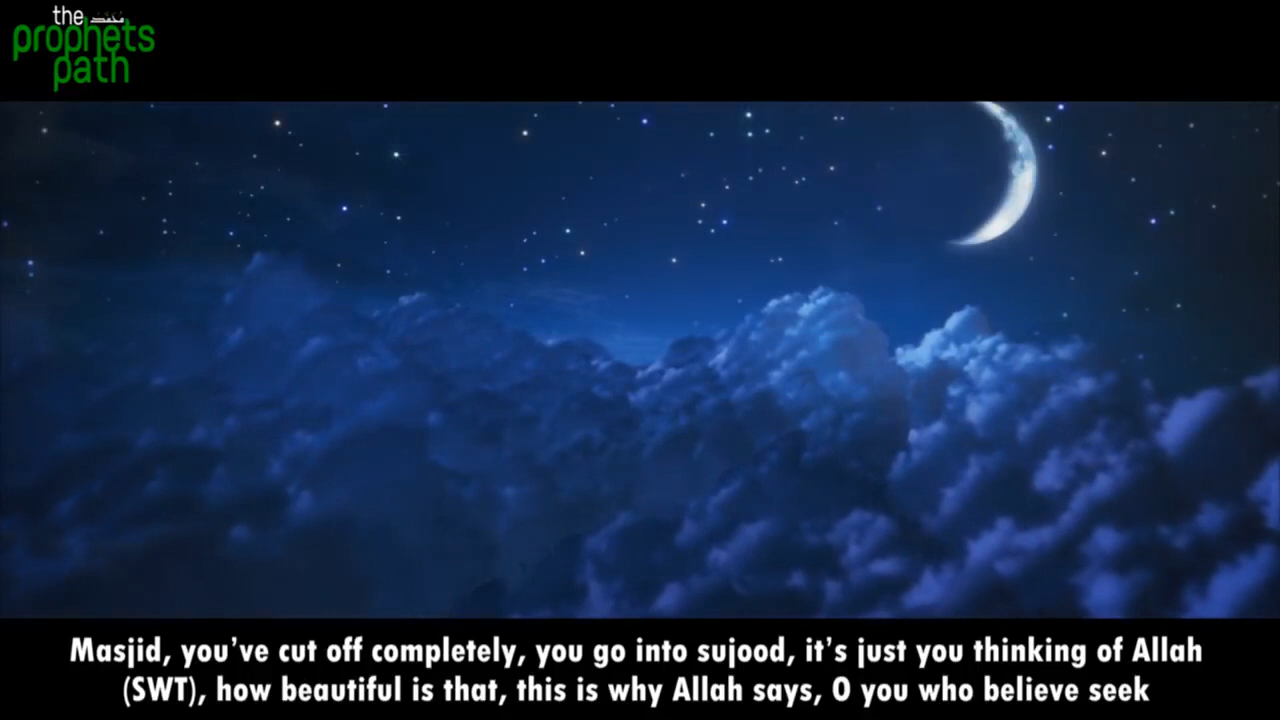 the محمد
prophets
path
Masjid, you've cut off completely, you go into sujood, it's just you thinking of Allah
(SWT), how beautiful is that, this is why Allah says, O you who believe seek